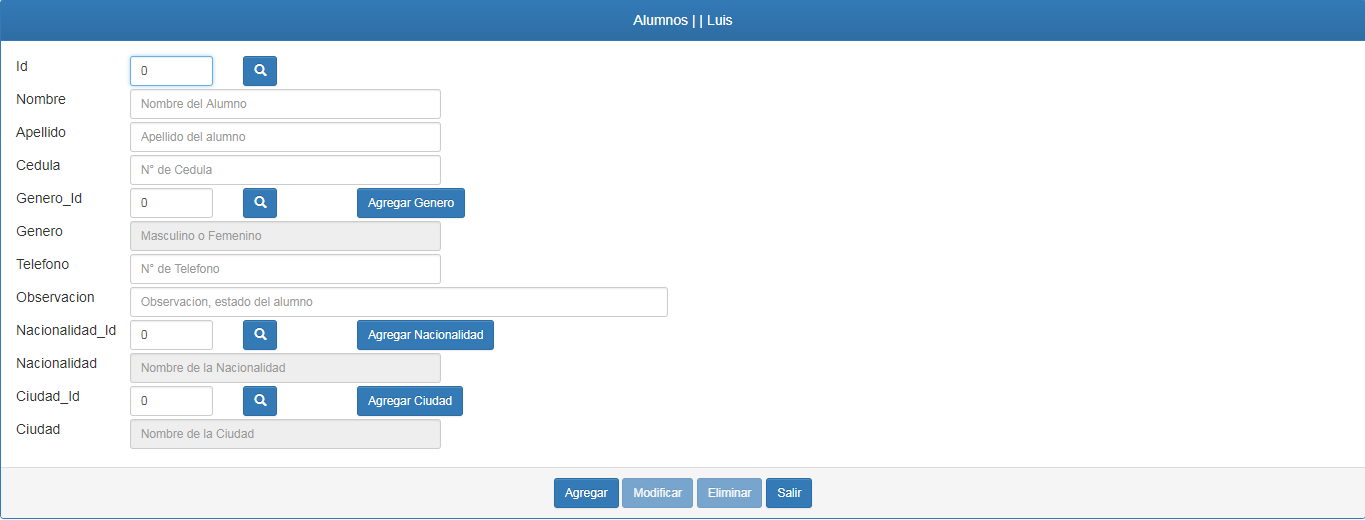 Alumnos | | Luis
Id 0
Nombre Nombre del Alumno
Apellido Apellido del alumno
Cedula N° de Cedula
Genero_Id 0 Agregar Genero
Genero Masculino o Femenino
Telefono N° de Telefono
Observacion Observacion, estado del alumno
Nacionalidad_Id 0 Agregar Nacionalidad
Nacionalidad Nombre de la Nacionalidad
Ciudad_Id 0 Agregar Ciudad
Ciudad Nombre de la Ciudad
Agregar Modificar Eliminar Salir